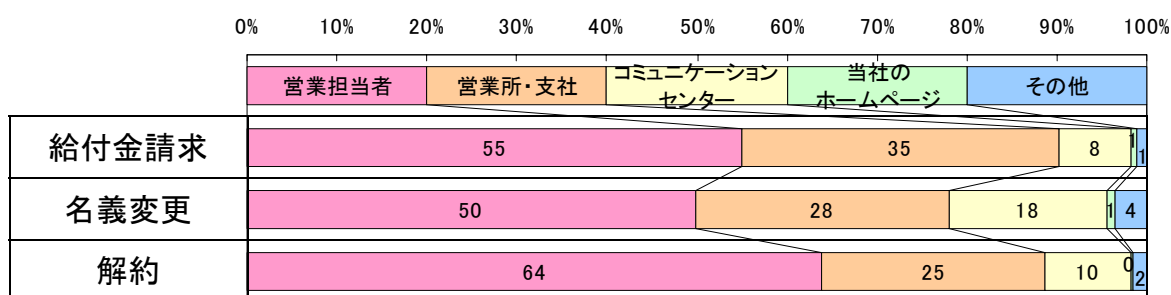 0% 10% 20% 30% 40% 50% 60% 70% 80% 90% 100%
営業担当者 営業所・支社 コミュニケーション
センター 当社の
ホームページ その他
給付金請求 55 35 8 1 1
名義変更 50 28 18 1 4
解約 64 25 10 0 2